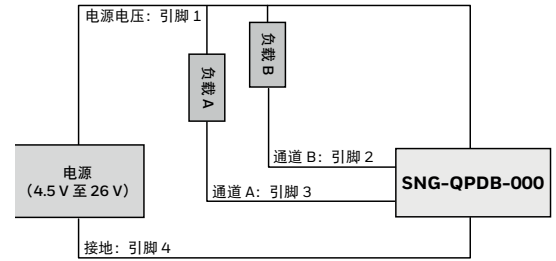 电源电压：引脚 1
负载 A
负载 B
通道 B：引脚 2
电源
（4.5 V 至 26 V）
SNG-QPDB-000
通道 A：引脚 3
接地：引脚 4